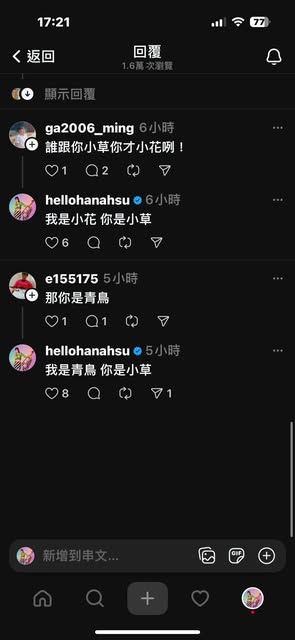 17:21
77
返回
回覆
1.6萬 次瀏覽
顯示回覆
ga2006_ming 6小時
誰跟你小草你才小花咧！
1 2
hellohanahsu 6小時
我是小花 你是小草
6
e155175 5小時
那你是青鳥
1 1
hellohanahsu 5小時
我是青鳥 你是小草
8 1
新增到串文...
GIF